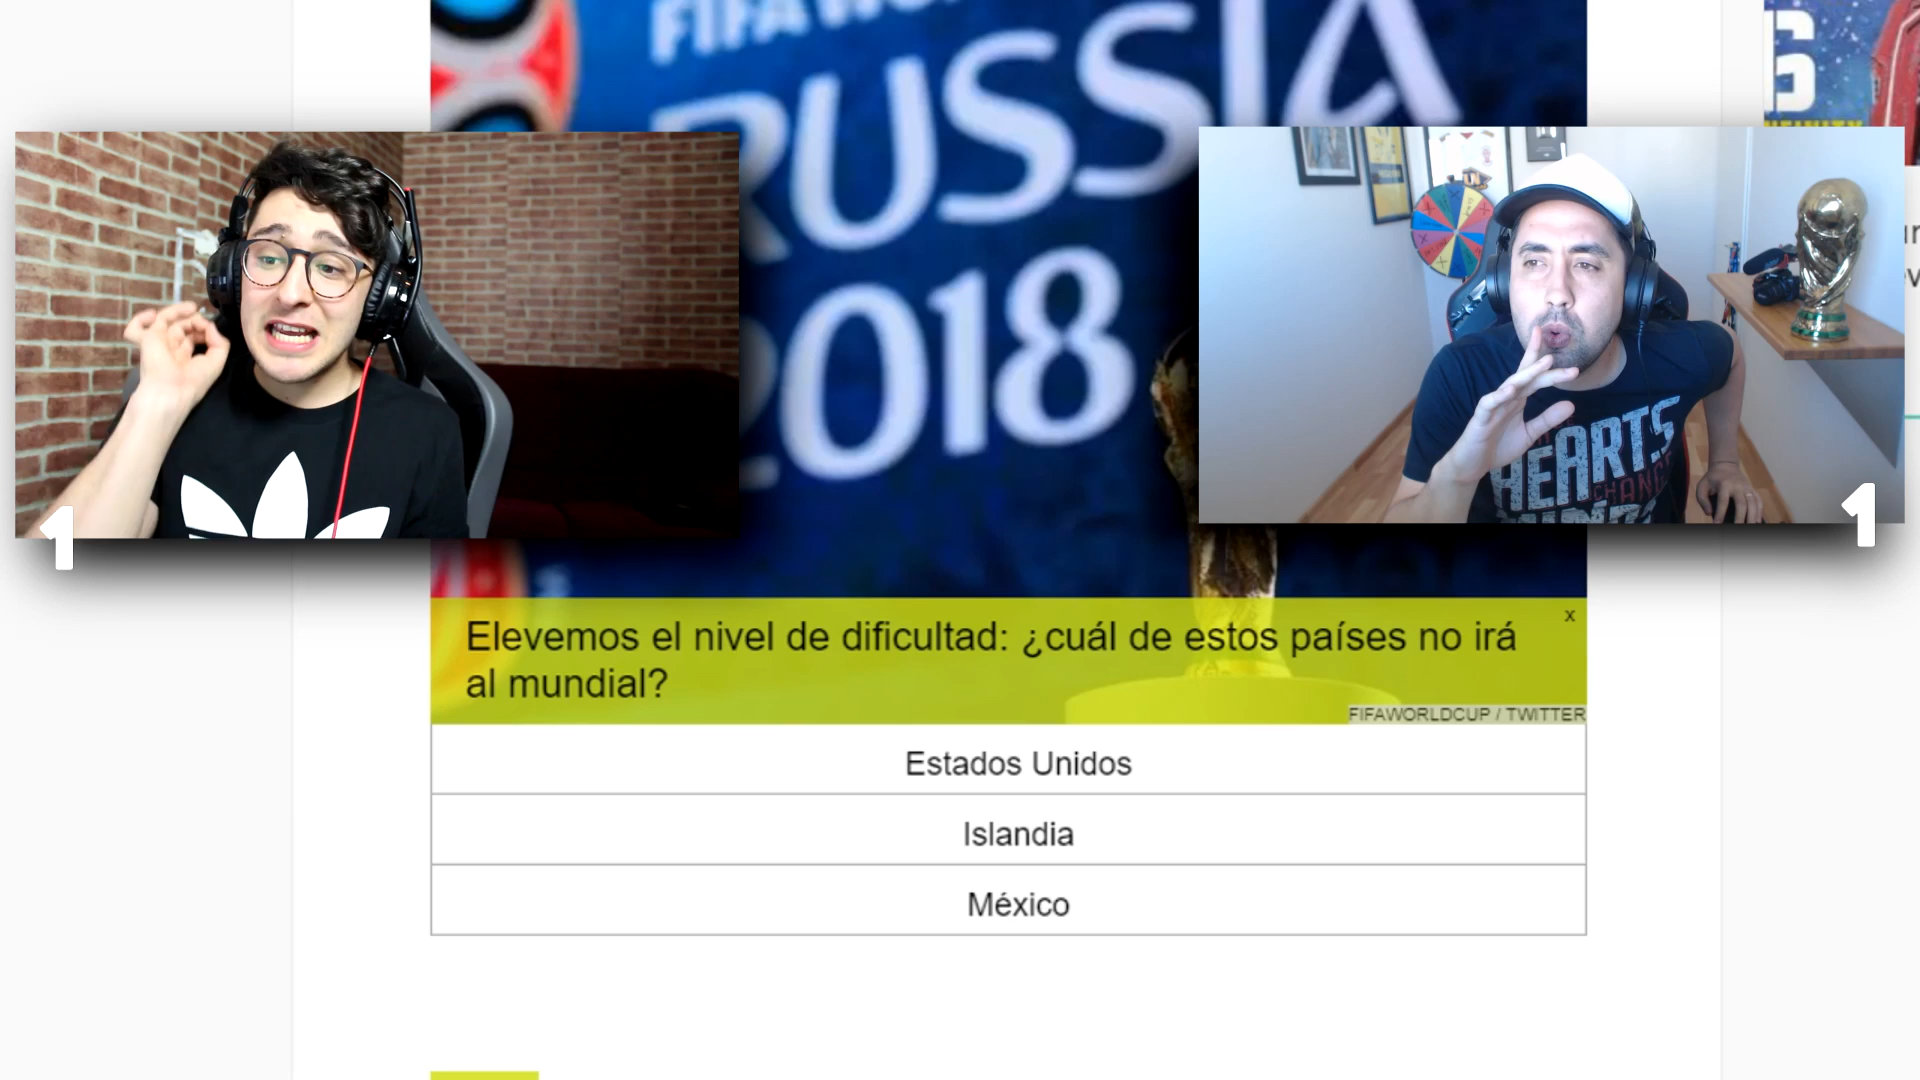 RUSSIA
2018
HEARTS
CHANGE
1
1
Elevemos el nivel de dificultad: ¿cuál de estos países no irá
al mundial?
x
FIFAWORLDCUP / TWITTER
Estados Unidos
Islandia
México